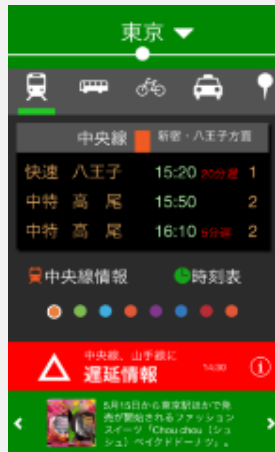 東京
中央線 新宿・八王子方面
快速 八王子 15:20 20分遅 1
中特 高 尾 15:50 2
中特 高 尾 16:10 5分遅 2
中央線情報 時刻表
中央線、山手線に
遅延情報 14:30
5月15日から東京駅ほかで発
売が開始されるファッション
スイーツ「Chou chou（シュ
シュ）ベイクドドーナツ」。